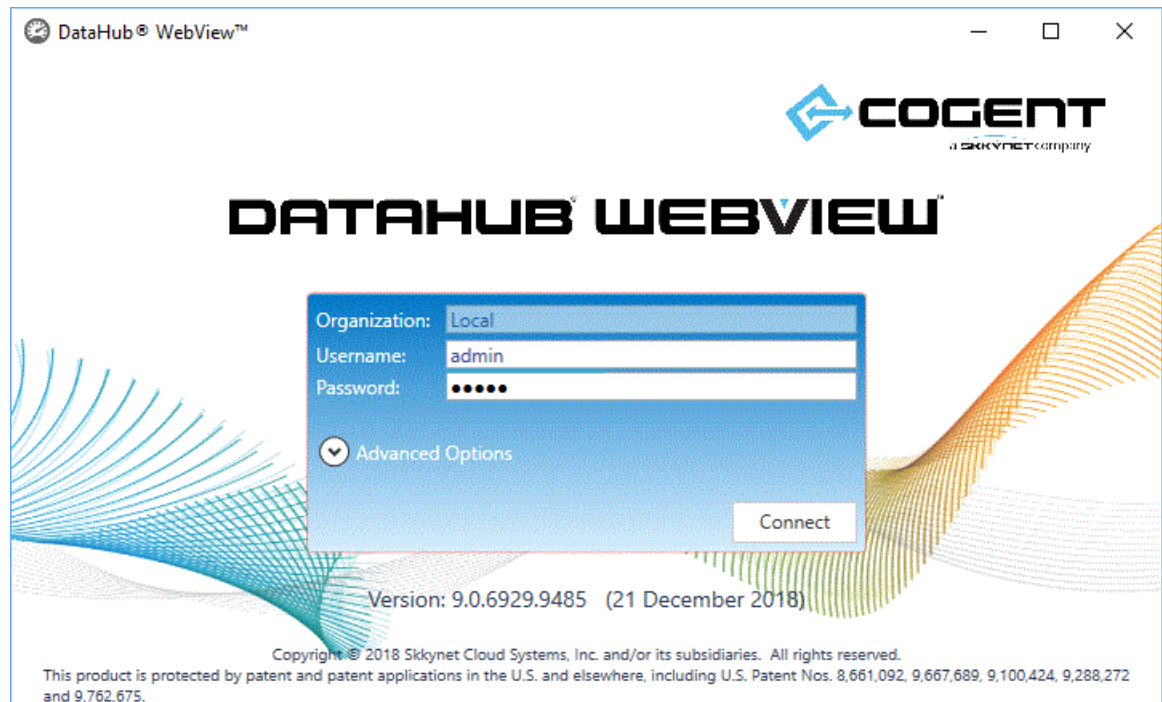 DataHub® WebView™
COGENT
a SKKYNET company
DATAHUB® WEBVIEW™
Organization: Local
Username: admin
Password: •••••
Advanced Options
Connect
Version: 9.0.6929.9485 (21 December 2018)
Copyright © 2018 Skkynet Cloud Systems, Inc. and/or its subsidiaries. All rights reserved.
This product is protected by patent and patent applications in the U.S. and elsewhere, including U.S. Patent Nos. 8,661,092, 9,667,689, 9,100,424, 9,288,272
and 9,762,675.